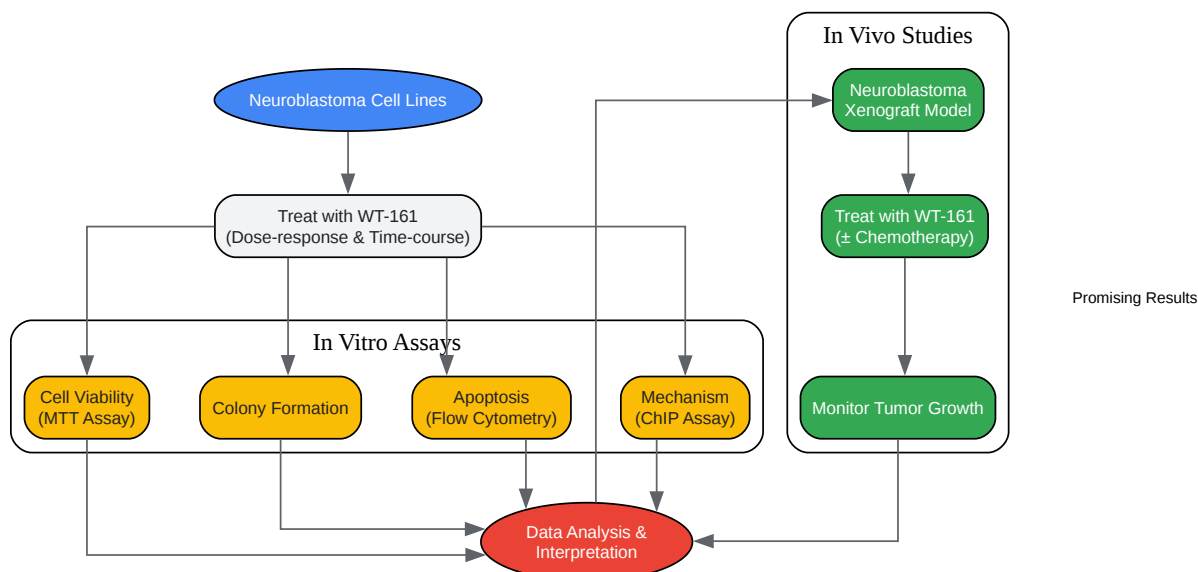 In Vivo Studies
Neuroblastoma Cell Lines
Neuroblastoma
Xenograft Model
Treat with WT-161
(Dose-response & Time-course)
Treat with WT-161
(± Chemotherapy)
Promising Results
In Vitro Assays
Cell Viability
(MTT Assay)
Colony Formation
Apoptosis
(Flow Cytometry)
Mechanism
(ChIP Assay)
Monitor Tumor Growth
Data Analysis &
Interpretation